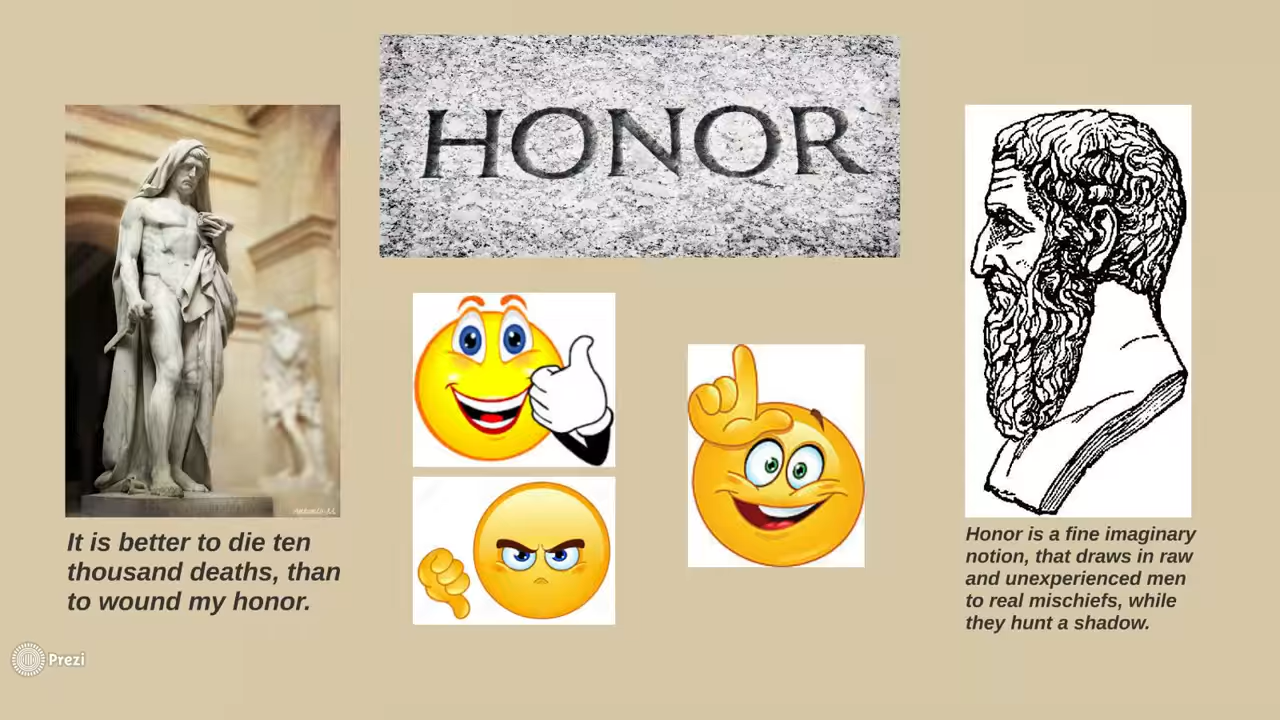 HONOR
It is better to die ten
thousand deaths, than
to wound my honor.
Honor is a fine imaginary
notion, that draws in raw
and unexperienced men
to real mischiefs, while
they hunt a shadow.
Prezi